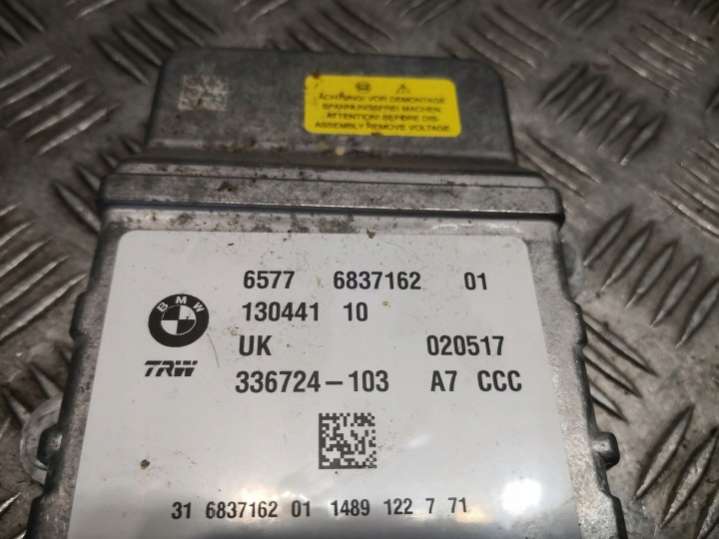 ACHTUNG! VOR DEMONTAGE
SPANNUNGSFREI MACHEN.
ATTENTION! BEFORE DIS-
ASSEMBLY REMOVE VOLTAGE
6577 6837162 01
BMW
130441 10
UK 020517
TRW
336724-103 A7 CCC
31 6837162 01 1489 122 7 71